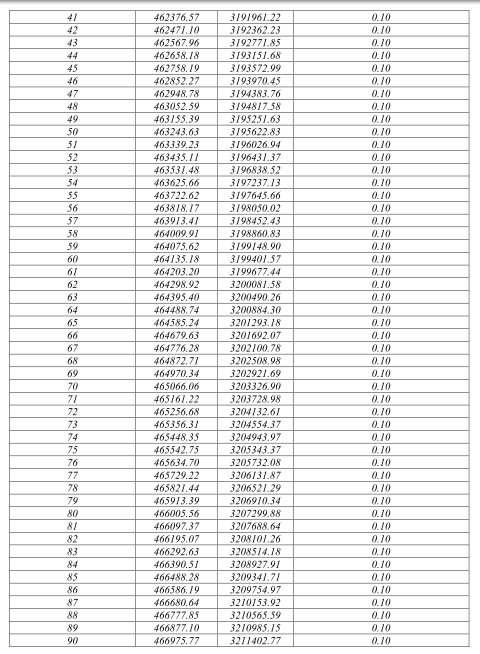 41 462376.57 3191961.22 0.10
42 462471.10 3192362.23 0.10
43 462567.96 3192771.85 0.10
44 462658.18 3193151.68 0.10
45 462758.19 3193572.99 0.10
46 462852.27 3193970.45 0.10
47 462948.78 3194383.76 0.10
48 463052.59 3194817.58 0.10
49 463155.39 3195251.63 0.10
50 463243.63 3195622.83 0.10
51 463339.23 3196026.94 0.10
52 463435.11 3196431.37 0.10
53 463531.48 3196838.52 0.10
54 463625.66 3197237.13 0.10
55 463722.62 3197645.66 0.10
56 463818.17 3198050.02 0.10
57 463913.41 3198452.43 0.10
58 464009.91 3198860.83 0.10
59 464075.62 3199148.90 0.10
60 464135.18 3199401.57 0.10
61 464203.20 3199677.44 0.10
62 464298.92 3200081.58 0.10
63 464395.40 3200490.26 0.10
64 464488.74 3200884.30 0.10
65 464585.24 3201293.18 0.10
66 464679.63 3201692.07 0.10
67 464776.28 3202100.78 0.10
68 464872.71 3202508.98 0.10
69 464970.34 3202921.69 0.10
70 465066.06 3203326.90 0.10
71 465161.22 3203728.98 0.10
72 465256.68 3204132.61 0.10
73 465356.31 3204554.37 0.10
74 465448.35 3204943.97 0.10
75 465542.75 3205343.37 0.10
76 465634.70 3205732.08 0.10
77 465729.22 3206131.87 0.10
78 465821.44 3206521.29 0.10
79 465913.39 3206910.34 0.10
80 466005.56 3207299.88 0.10
81 466097.37 3207688.64 0.10
82 466195.07 3208101.26 0.10
83 466292.63 3208514.18 0.10
84 466390.51 3208927.91 0.10
85 466488.28 3209341.71 0.10
86 466586.19 3209754.97 0.10
87 466680.64 3210153.92 0.10
88 466777.85 3210565.59 0.10
89 466877.10 3210985.15 0.10
90 466975.77 3211402.77 0.10